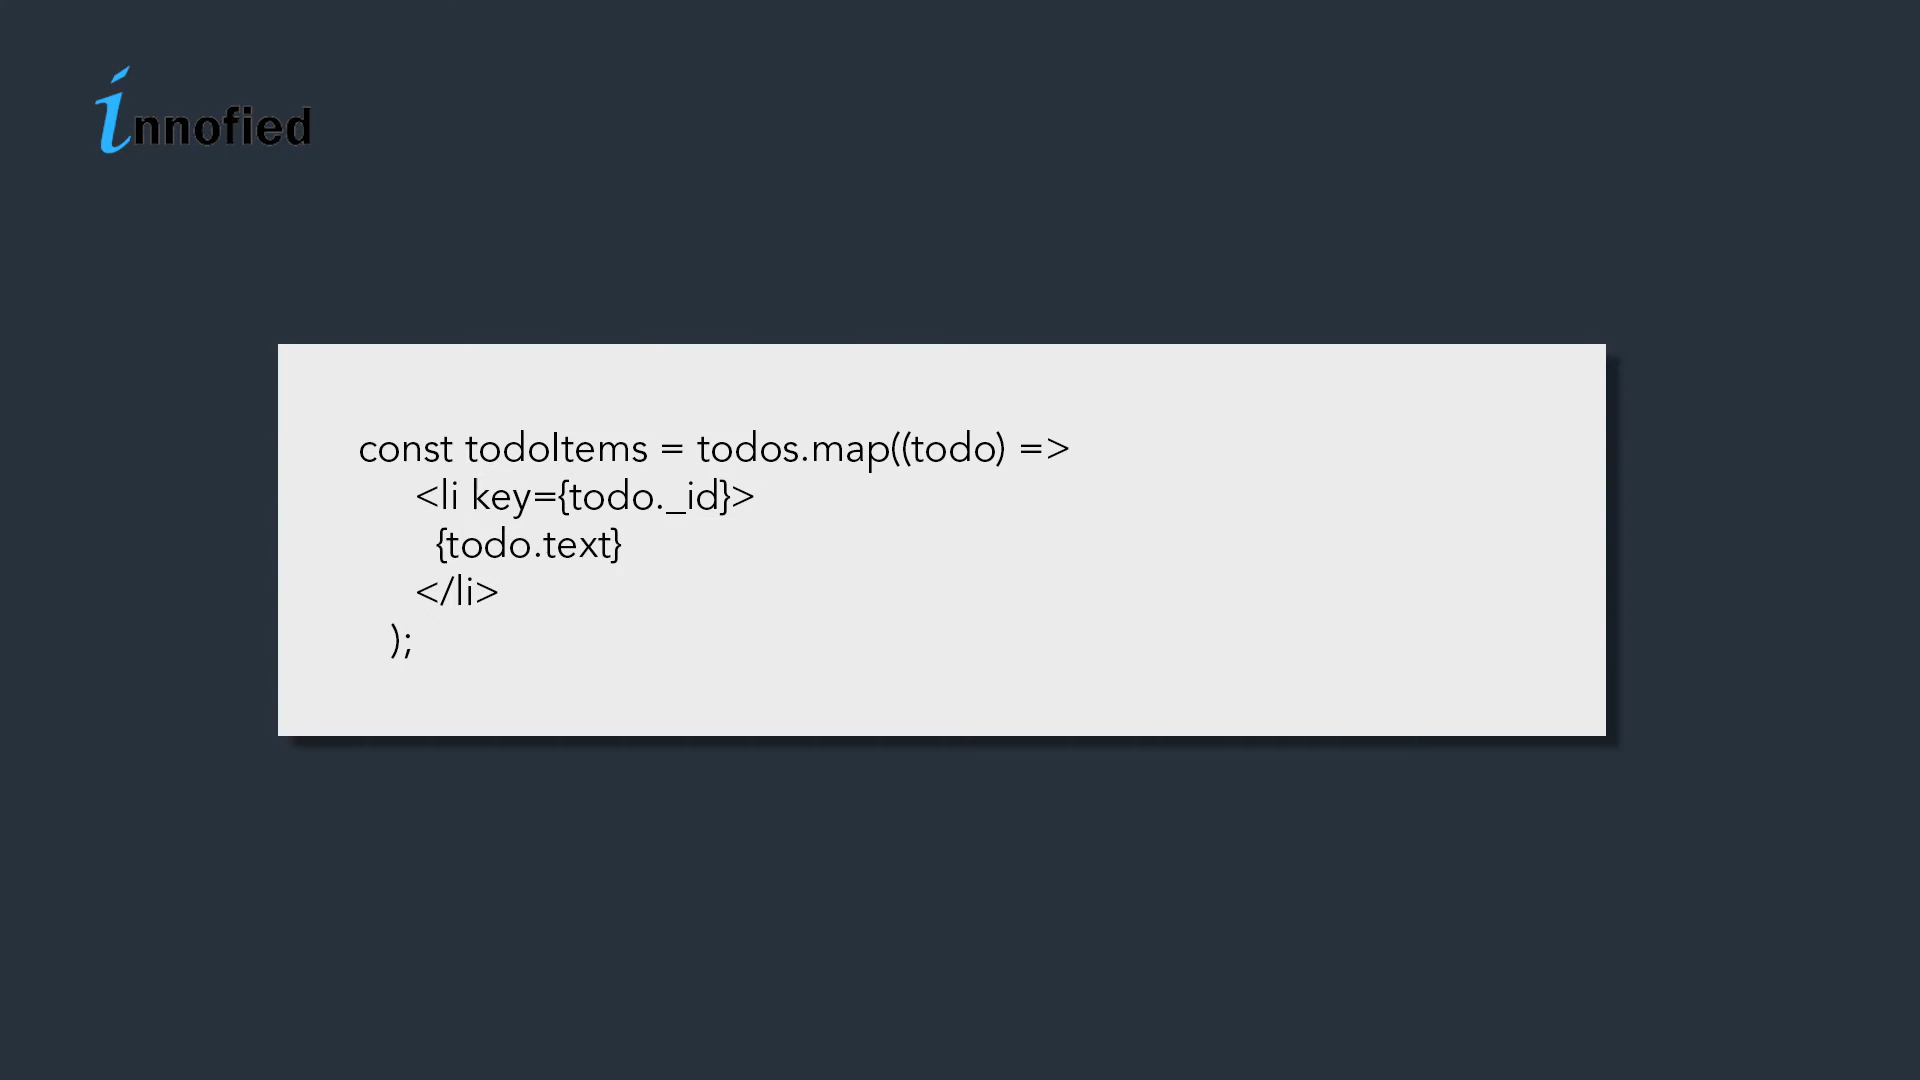 innofied
const todoItems = todos.map((todo) =>
<li key={todo._id}>
{todo.text}
</li>
);